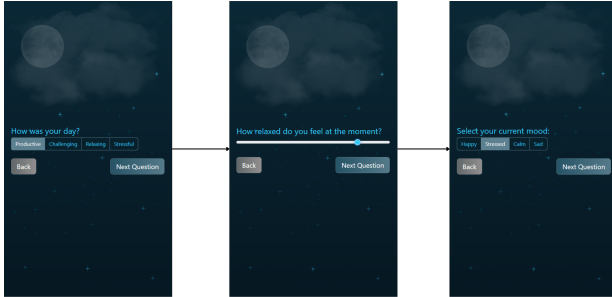 How was your day?
Productive Challenging Relaxing Stressful
Back Next Question
How relaxed do you feel at the moment?
Back Next Question
Select your current mood:
Happy Stressed Calm Sad
Back Next Question